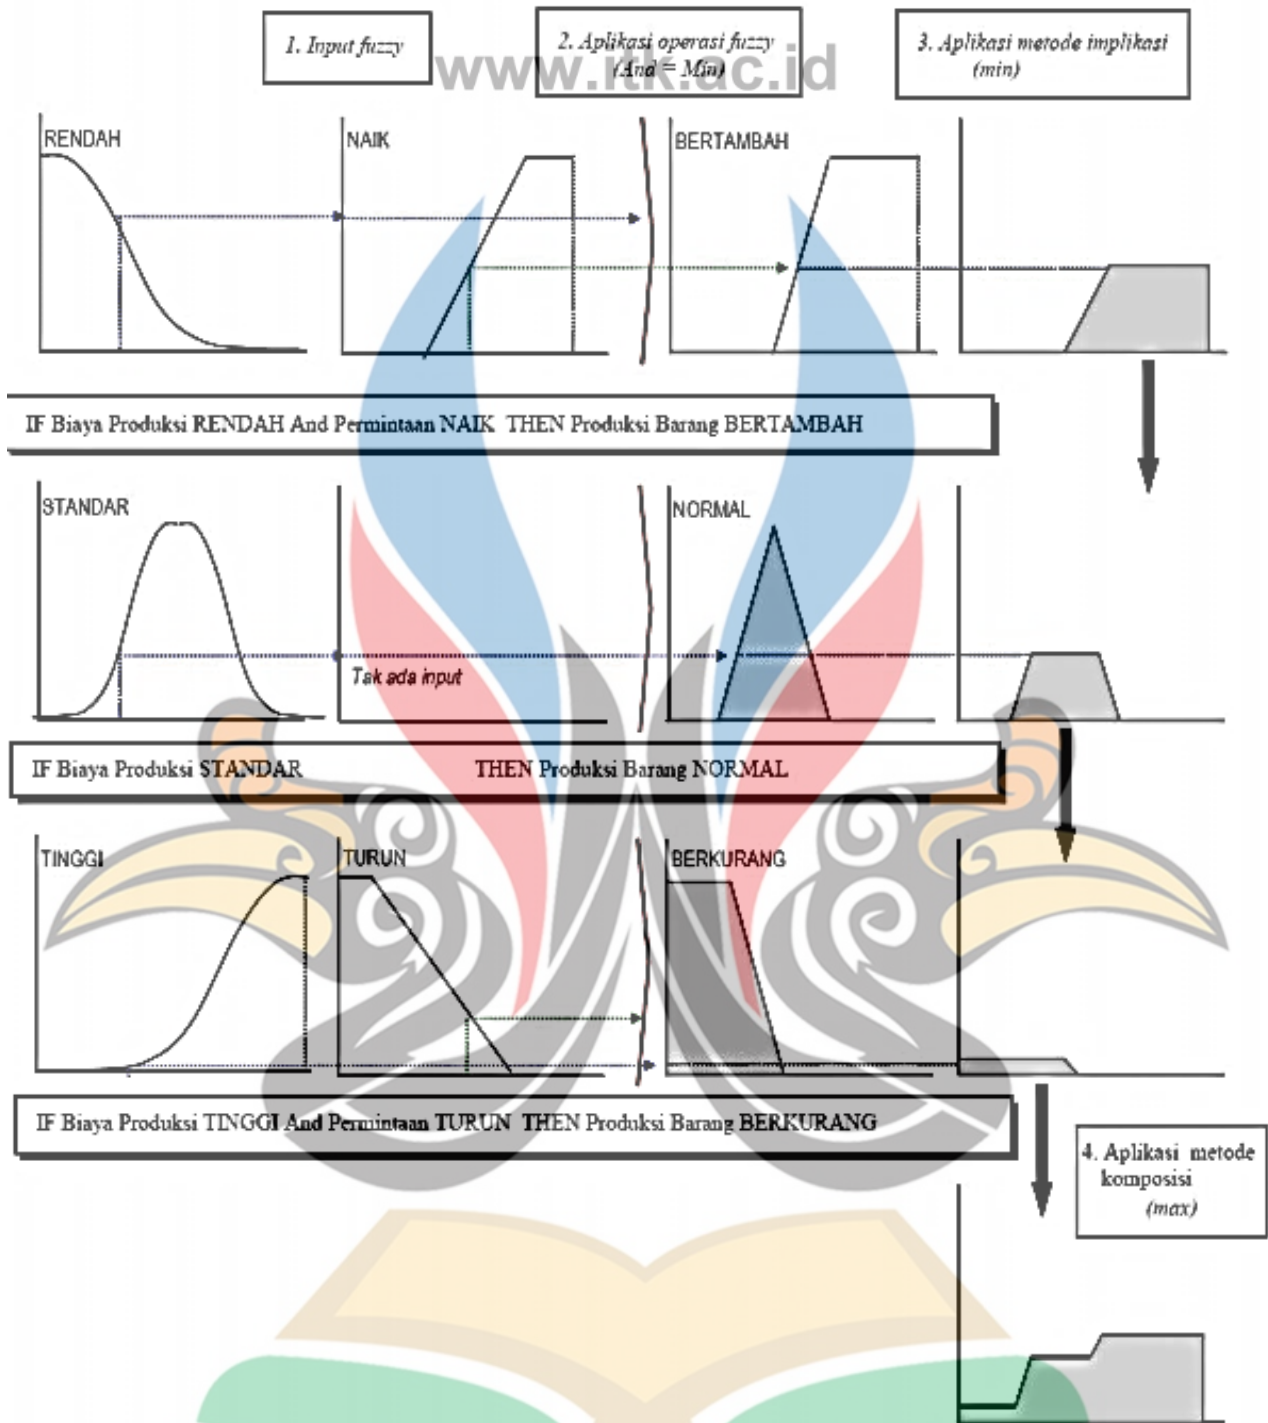 1. Input fuzzy
2. Aplikasi operasi fuzzy
(And = Min)
3. Aplikasi metode implikasi
(min)
www.itk.ac.id
RENDAH
NAIK
BERTAMBAH
IF Biaya Produksi RENDAH And Permintaan NAIK THEN Produksi Barang BERTAMBAH
STANDAR
NORMAL
Tak ada input
IF Biaya Produksi STANDAR THEN Produksi Barang NORMAL
TINGGI
TURUN
BERKURANG
IF Biaya Produksi TINGGI And Permintaan TURUN THEN Produksi Barang BERKURANG
4. Aplikasi metode
komposisi
(max)